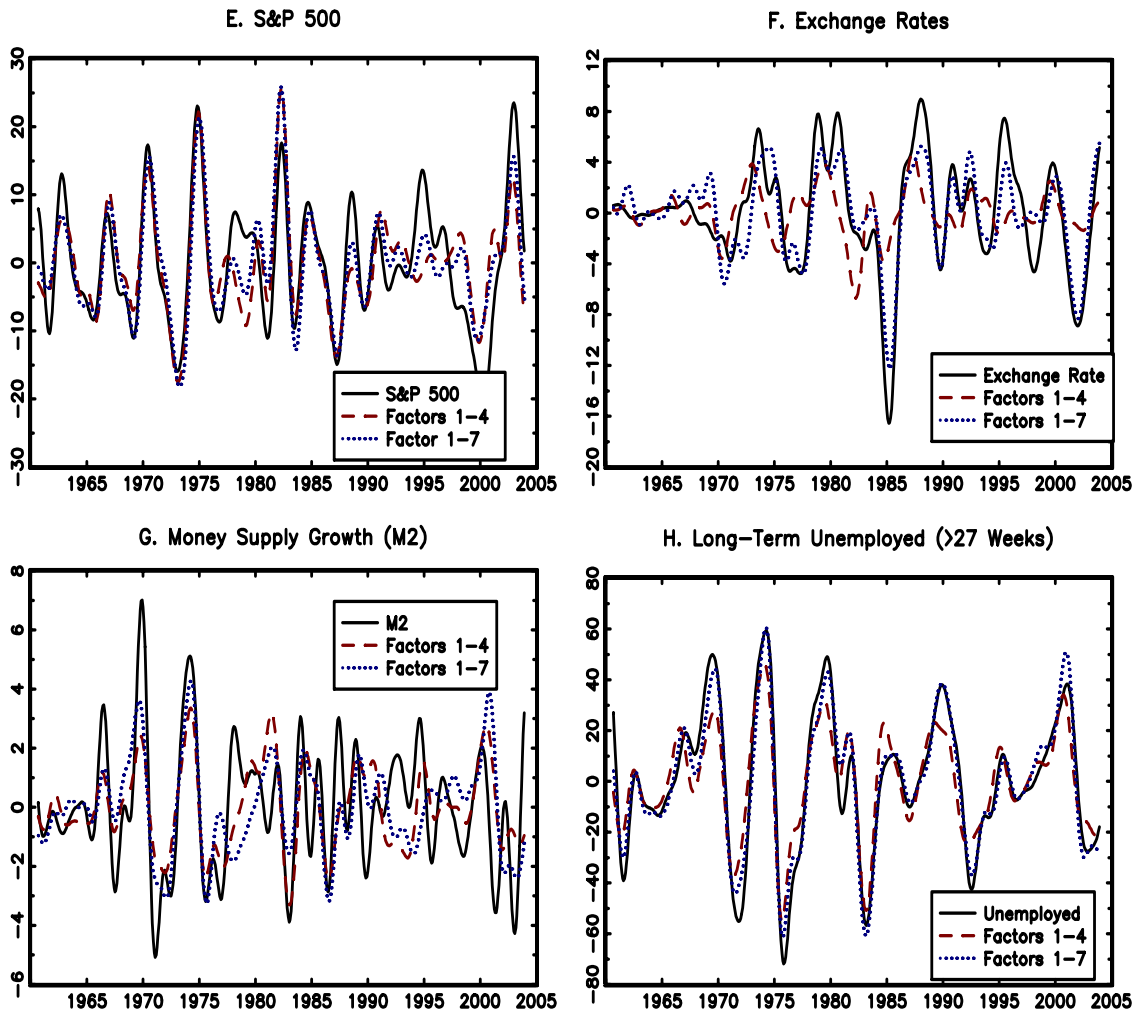 E. S&P 500
30
20
10
0
−10
−20
−30
1965 1970 1975 1980 1985 1990 1995 2000 2005
S&P 500
Factors 1−4
Factor 1−7
F. Exchange Rates
12
8
4
0
−4
−8
−12
−16
−20
1965 1970 1975 1980 1985 1990 1995 2000 2005
Exchange Rate
Factors 1−4
Factors 1−7
G. Money Supply Growth (M2)
8
6
4
2
0
−2
−4
−6
1965 1970 1975 1980 1985 1990 1995 2000 2005
M2
Factors 1−4
Factors 1−7
H. Long−Term Unemployed (>27 Weeks)
80
60
40
20
0
−20
−40
−60
−80
1965 1970 1975 1980 1985 1990 1995 2000 2005
Unemployed
Factors 1−4
Factors 1−7